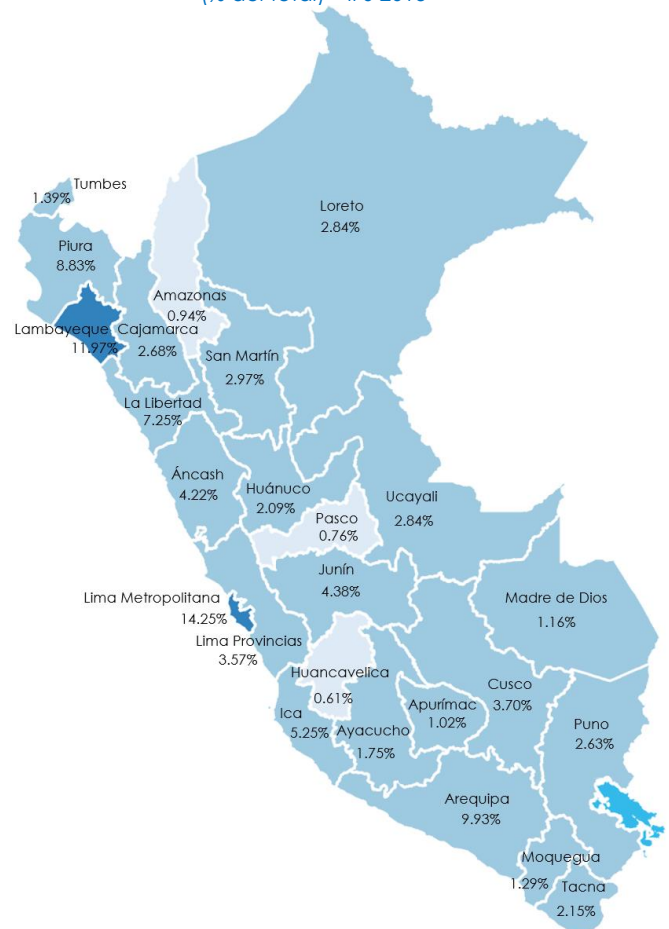 (% del total)
Tumbes
1.39%
Loreto
2.84%
Piura
8.83%
Amazonas
0.94%
Lambayeque
11.97%
Cajamarca
2.68%
San Martín
2.97%
La Libertad
7.25%
Áncash
4.22%
Huánuco
2.09%
Ucayali
2.84%
Pasco
0.76%
Junín
4.38%
Lima Metropolitana
14.25%
Madre de Dios
1.16%
Lima Provincias
3.57%
Huancavelica
0.61%
Cusco
3.70%
Ica
5.25%
Apurímac
1.02%
Ayacucho
1.75%
Puno
2.63%
Arequipa
9.93%
Moquegua
1.29%
Tacna
2.15%